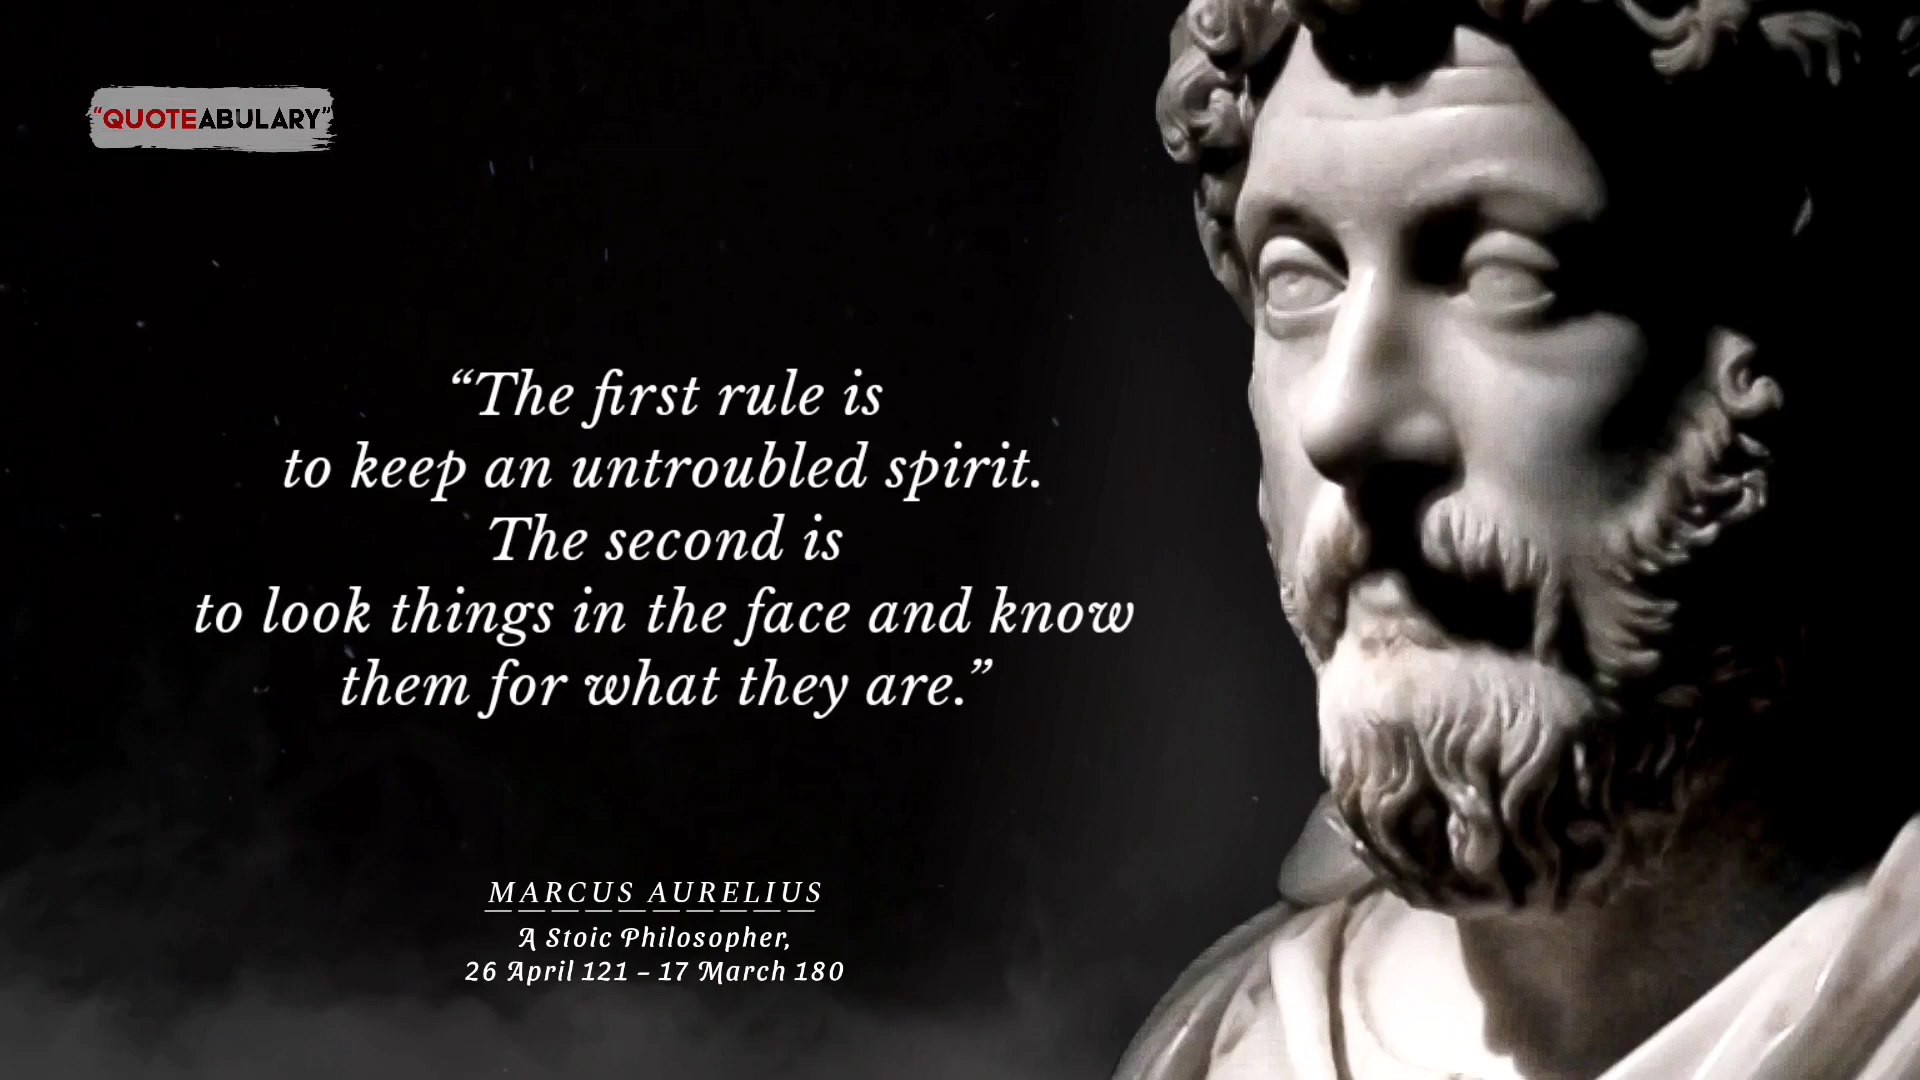 “QUOTEABULARY”
“The first rule is
to keep an untroubled spirit.
The second is
to look things in the face and know
them for what they are.”
MARCUS AURELIUS
A Stoic Philosopher,
26 April 121 – 17 March 180